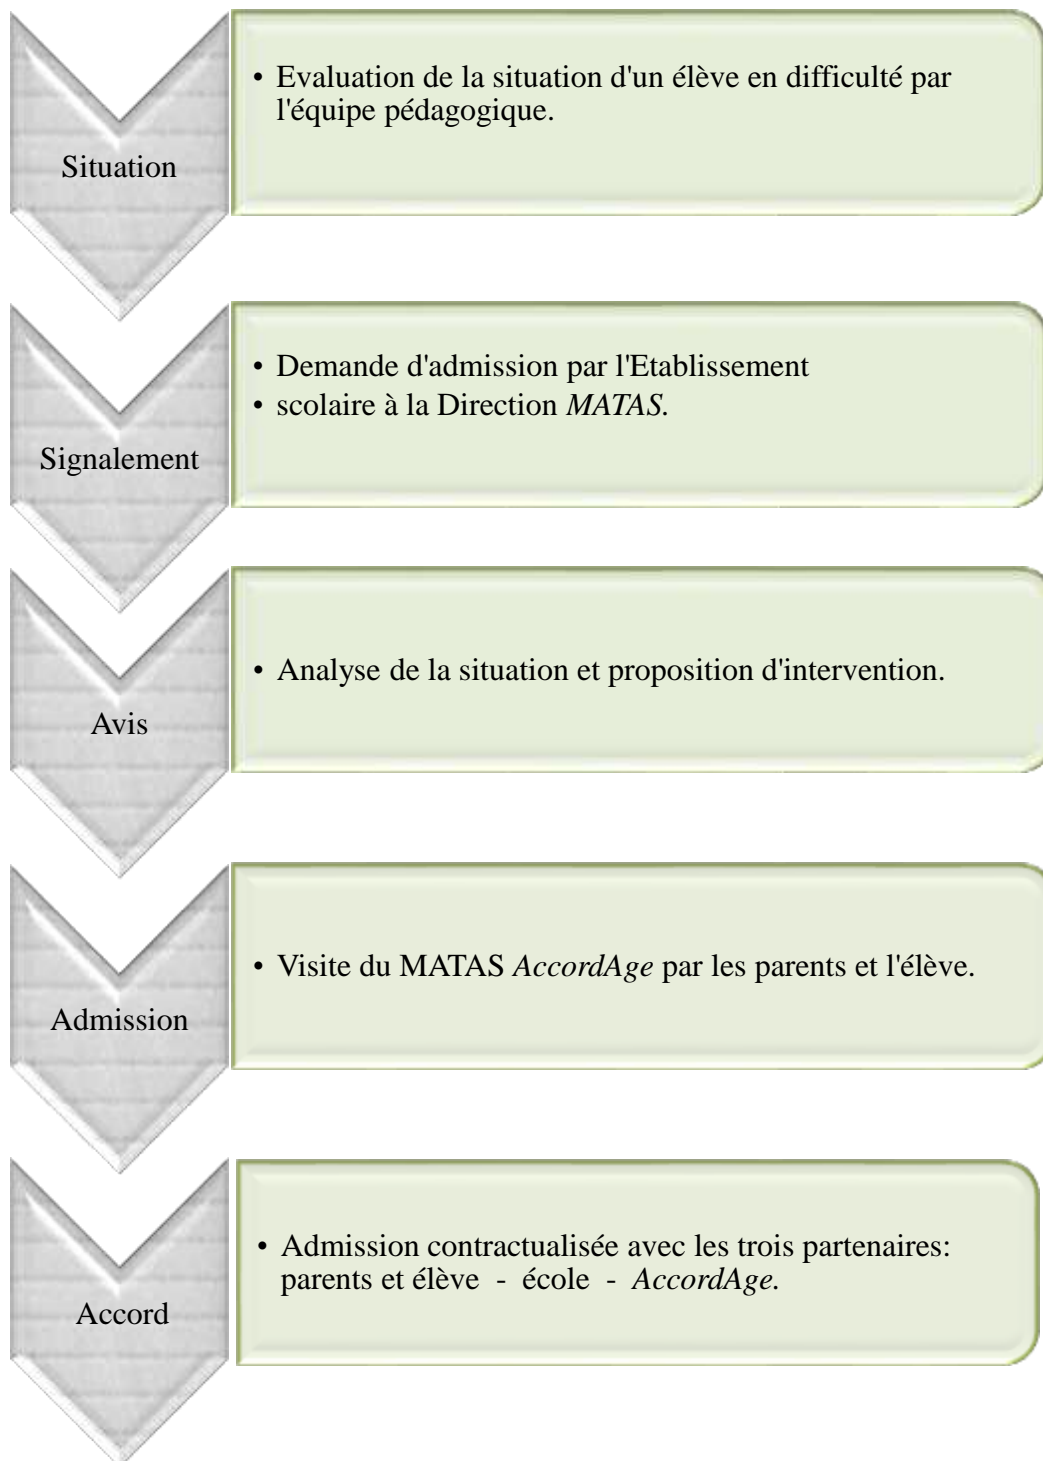 Situation
• Evaluation de la situation d'un élève en difficulté par
l'équipe pédagogique.
Signalement
• Demande d'admission par l'Etablissement
• scolaire à la Direction MATAS.
Avis
• Analyse de la situation et proposition d'intervention.
Admission
• Visite du MATAS AccordAge par les parents et l'élève.
Accord
• Admission contractualisée avec les trois partenaires:
parents et élève - école - AccordAge.